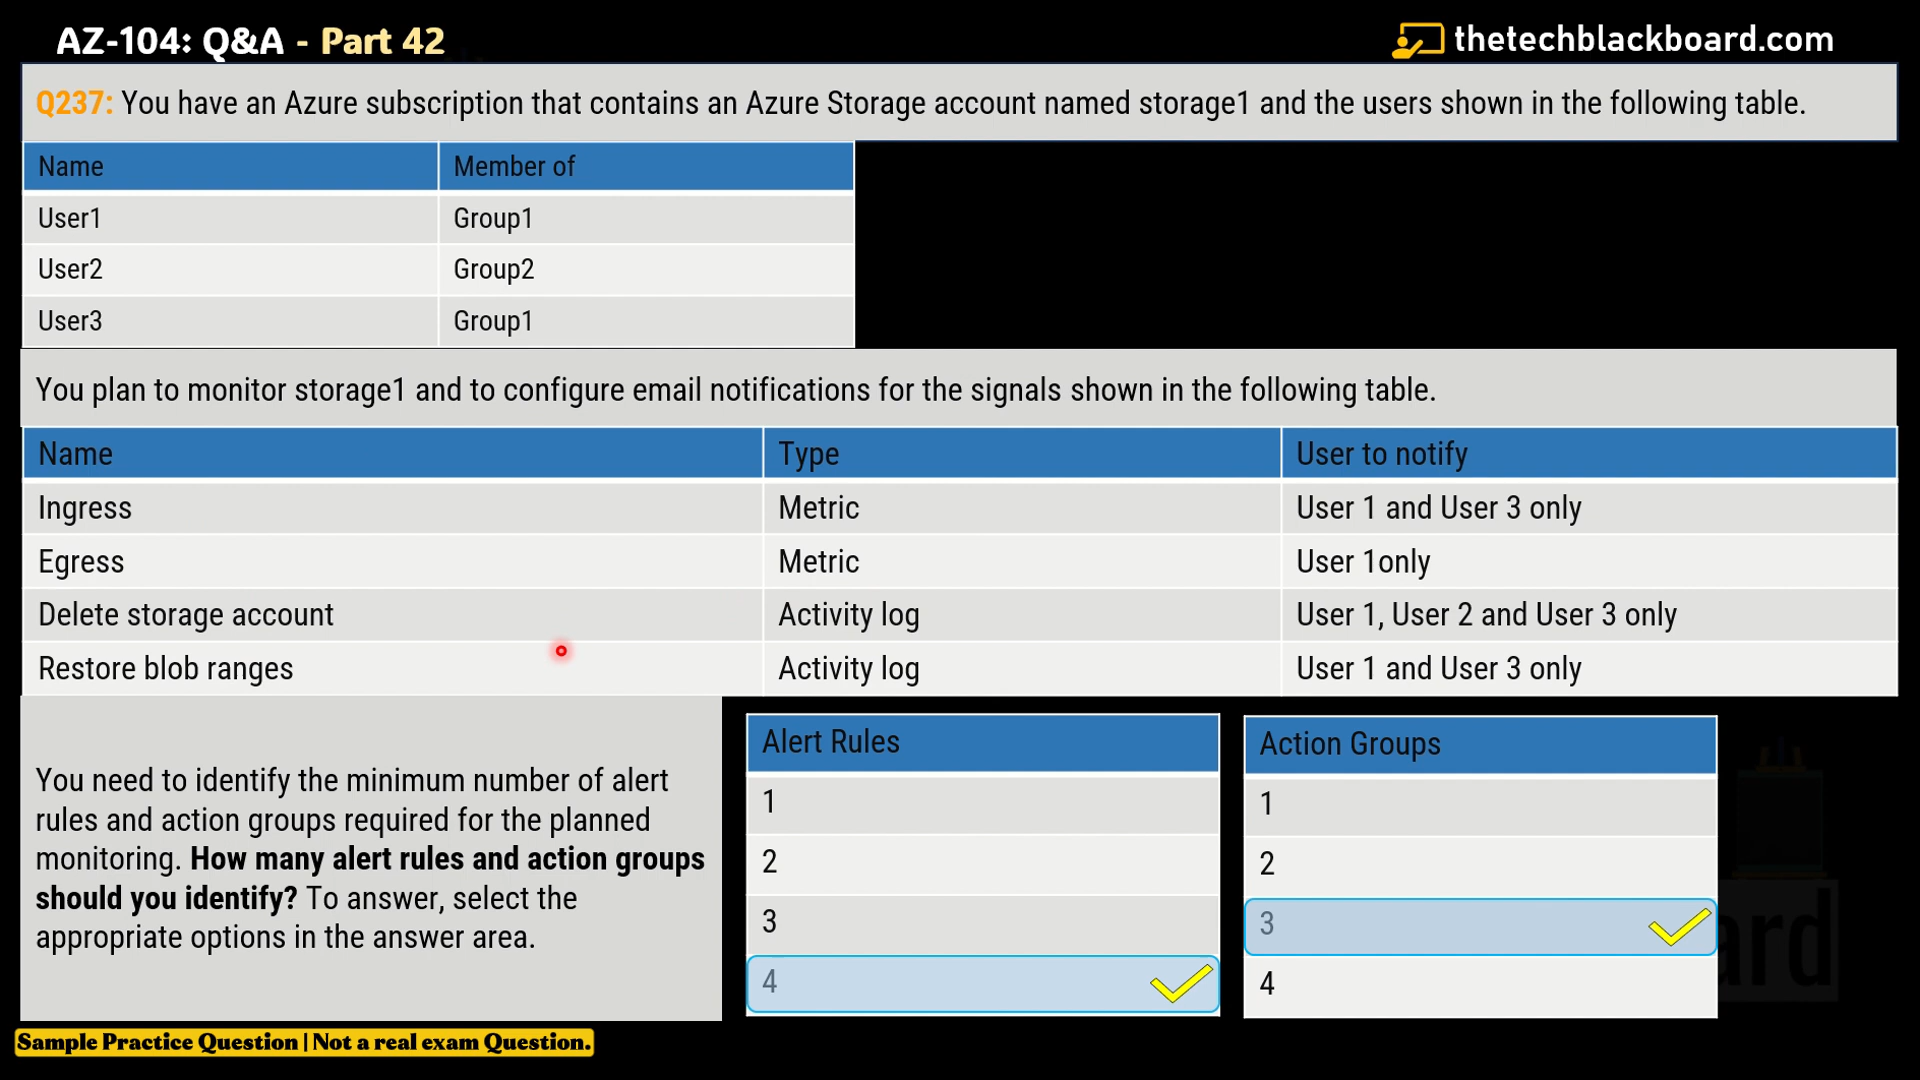 AZ-104: Q&A - Part 42
thetechblackboard.com
Q237: You have an Azure subscription that contains an Azure Storage account named storage1 and the users shown in the following table.
Name Member of
User1 Group1
User2 Group2
User3 Group1
You plan to monitor storage1 and to configure email notifications for the signals shown in the following table.
Name Type User to notify
Ingress Metric User 1 and User 3 only
Egress Metric User 1only
Delete storage account Activity log User 1, User 2 and User 3 only
Restore blob ranges Activity log User 1 and User 3 only
You need to identify the minimum number of alert
rules and action groups required for the planned
monitoring. How many alert rules and action groups
should you identify? To answer, select the
appropriate options in the answer area.
Alert Rules
1
2
3
4
Action Groups
1
2
3
4
ard
Sample Practice Question | Not a real exam Question.